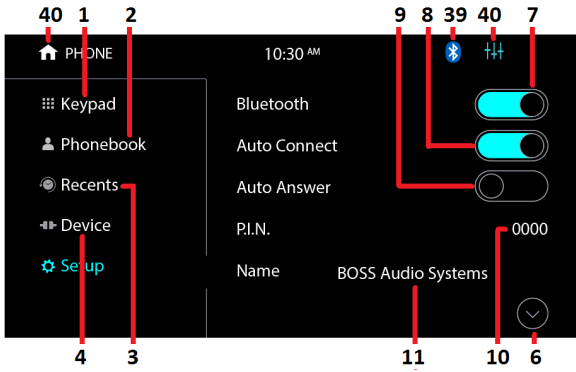 40 1 2 9 8 39 40 7
PHONE 10:30 AM
Keypad Bluetooth
Phonebook Auto Connect
Recents Auto Answer
Device P.I.N. 0000
Setup Name BOSS Audio Systems
4 3 11 10 6